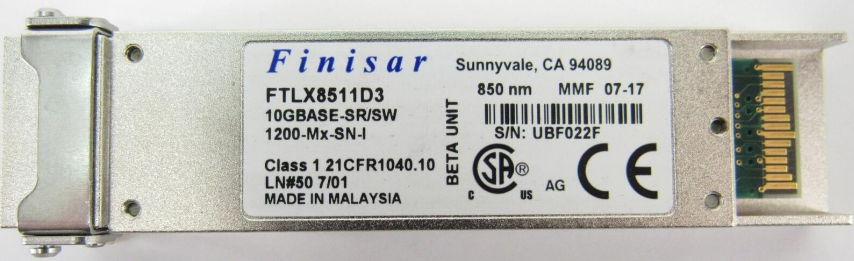 Finisar Sunnyvale, CA 94089
FTLX8511D3
10GBASE-SR/SW
1200-Mx-SN-I
Class 1 21CFR1040.10
LN#50 7/01
MADE IN MALAYSIA
BETA UNIT
850 nm MMF 07-17
S/N: UBF022F
SA®
C US
AG
CE